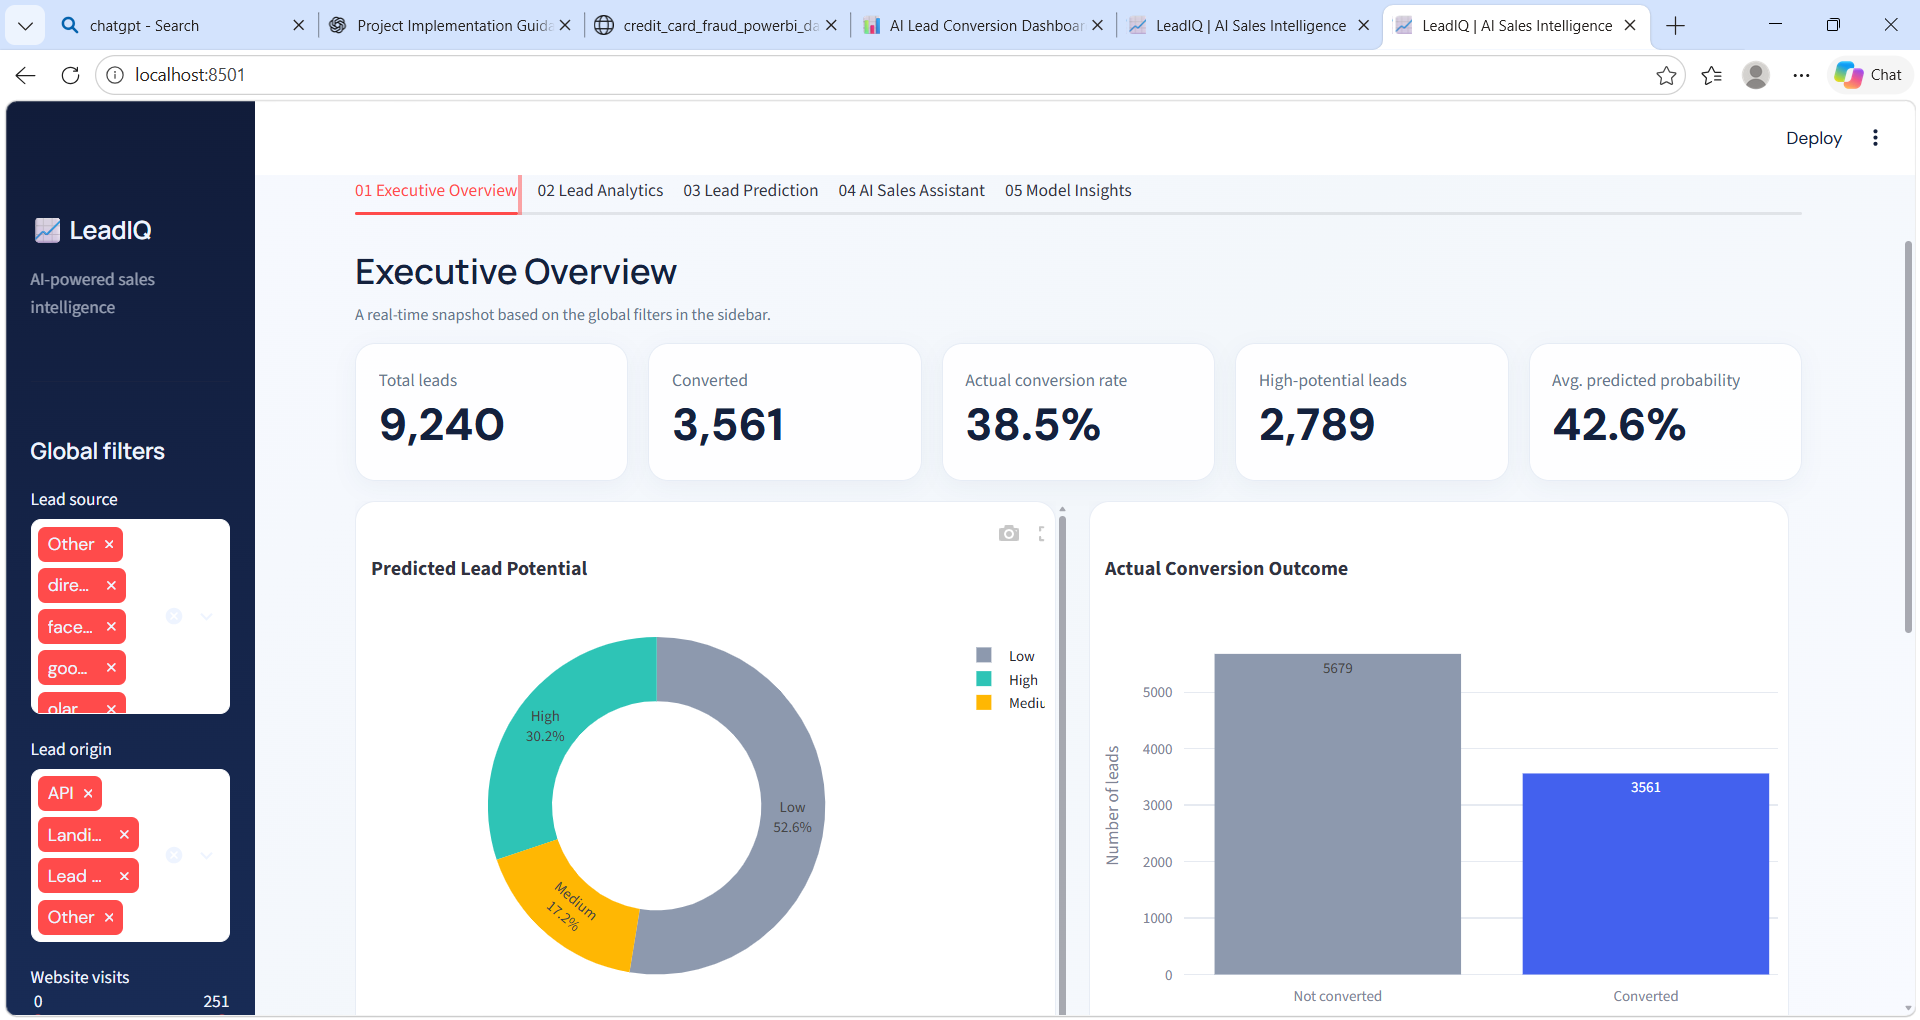 chatgpt - Search
Project Implementation Guida
credit_card_fraud_powerbi_da
AI Lead Conversion Dashboar
LeadIQ | AI Sales Intelligence
LeadIQ | AI Sales Intelligence
localhost:8501
Chat
Deploy
LeadIQ
AI-powered sales
intelligence
Global filters
Lead source
Other
dire...
face...
goo...
olar
Lead origin
API
Landi...
Lead ...
Other
Website visits
0 251
01 Executive Overview 02 Lead Analytics 03 Lead Prediction 04 AI Sales Assistant 05 Model Insights
Executive Overview
A real-time snapshot based on the global filters in the sidebar.
Total leads
9,240
Converted
3,561
Actual conversion rate
38.5%
High-potential leads
2,789
Avg. predicted probability
42.6%
Predicted Lead Potential
Low
High
Mediu
High
30.2%
Low
52.6%
Medium
17.2%
Actual Conversion Outcome
Number of leads
5000
4000
3000
2000
1000
0
5679
3561
Not converted
Converted